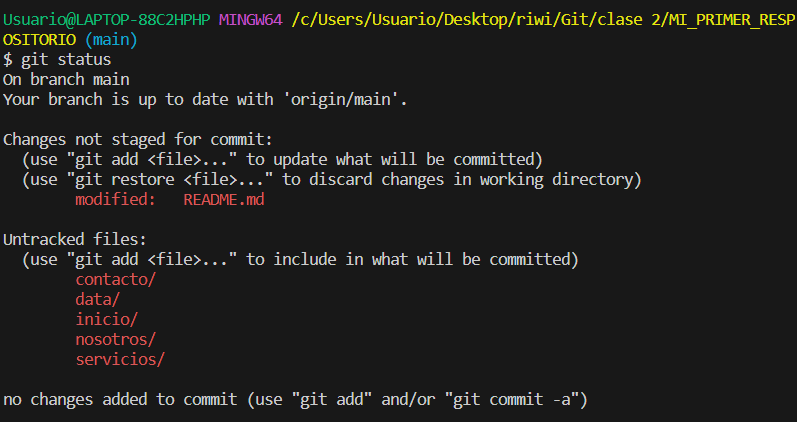 Usuario@LAPTOP-88C2HPHP MINGW64 /c/Users/Usuario/Desktop/riwi/Git/clase 2/MI_PRIMER_RESP
OSITORIO (main)
$ git status
On branch main
Your branch is up to date with 'origin/main'.
Changes not staged for commit:
(use "git add <file>..." to update what will be committed)
(use "git restore <file>..." to discard changes in working directory)
modified:   README.md
Untracked files:
(use "git add <file>..." to include in what will be committed)
contacto/
data/
inicio/
nosotros/
servicios/
no changes added to commit (use "git add" and/or "git commit -a")